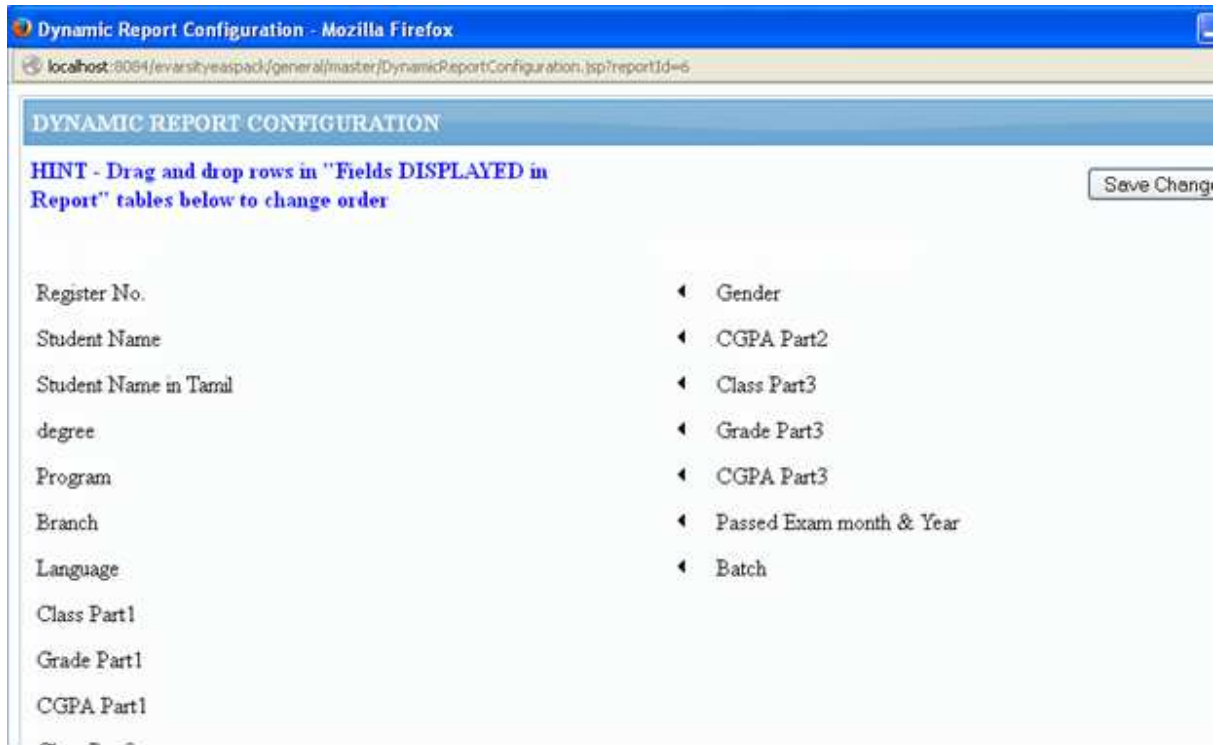 Dynamic Report Configuration - Mozilla Firefox
localhost:8084/evarsityeaspack/general/master/DynamicReportConfiguration.jsp?reportId=6
DYNAMIC REPORT CONFIGURATION
HINT - Drag and drop rows in "Fields DISPLAYED in
Report" tables below to change order
Save Change
Register No.
Gender
Student Name
CGPA Part2
Student Name in Tamil
Class Part3
degree
Grade Part3
Program
CGPA Part3
Branch
Passed Exam month & Year
Language
Batch
Class Part1
Grade Part1
CGPA Part1